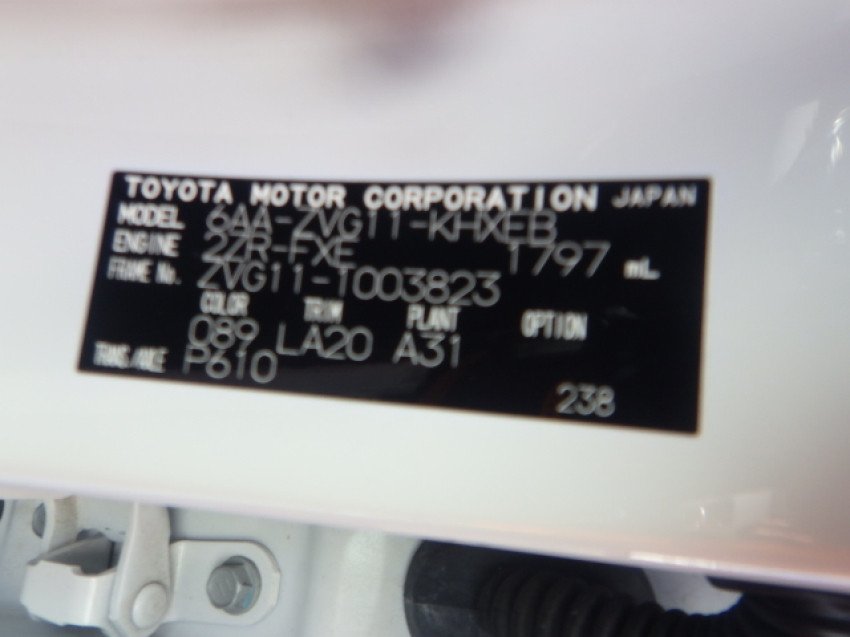 TOYOTA MOTOR CORPORATION JAPAN
MODEL 6AA-ZVG11-KHXEB
ENGINE 2ZR-FXE 1797 mL
FRAME No. ZVG11-1003823
COLOR TRIM PLANT OPTION
089 LA20 A31
TRANS./AXLE P610
238